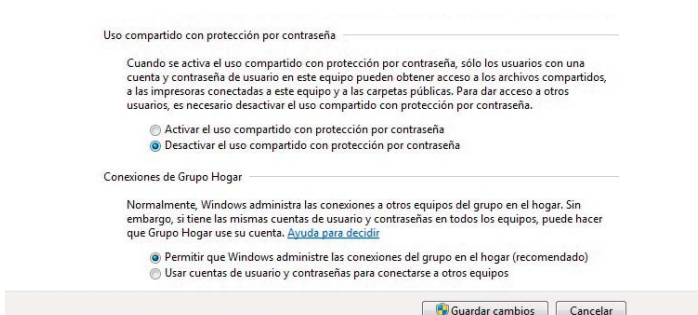 Uso compartido con protección por contraseña
Cuando se activa el uso compartido con protección por contraseña, sólo los usuarios con una
cuenta y contraseña de usuario en este equipo pueden obtener acceso a los archivos compartidos,
a las impresoras conectadas a este equipo y a las carpetas públicas. Para dar acceso a otros
usuarios, es necesario desactivar el uso compartido con protección por contraseña.
Activar el uso compartido con protección por contraseña
Desactivar el uso compartido con protección por contraseña
Conexiones de Grupo Hogar
Normalmente, Windows administra las conexiones a otros equipos del grupo en el hogar. Sin
embargo, si tiene las mismas cuentas de usuario y contraseñas en todos los equipos, puede hacer
que Grupo Hogar use su cuenta. Ayuda para decidir
Permitir que Windows administre las conexiones del grupo en el hogar (recomendado)
Usar cuentas de usuario y contraseñas para conectarse a otros equipos
Guardar cambios Cancelar